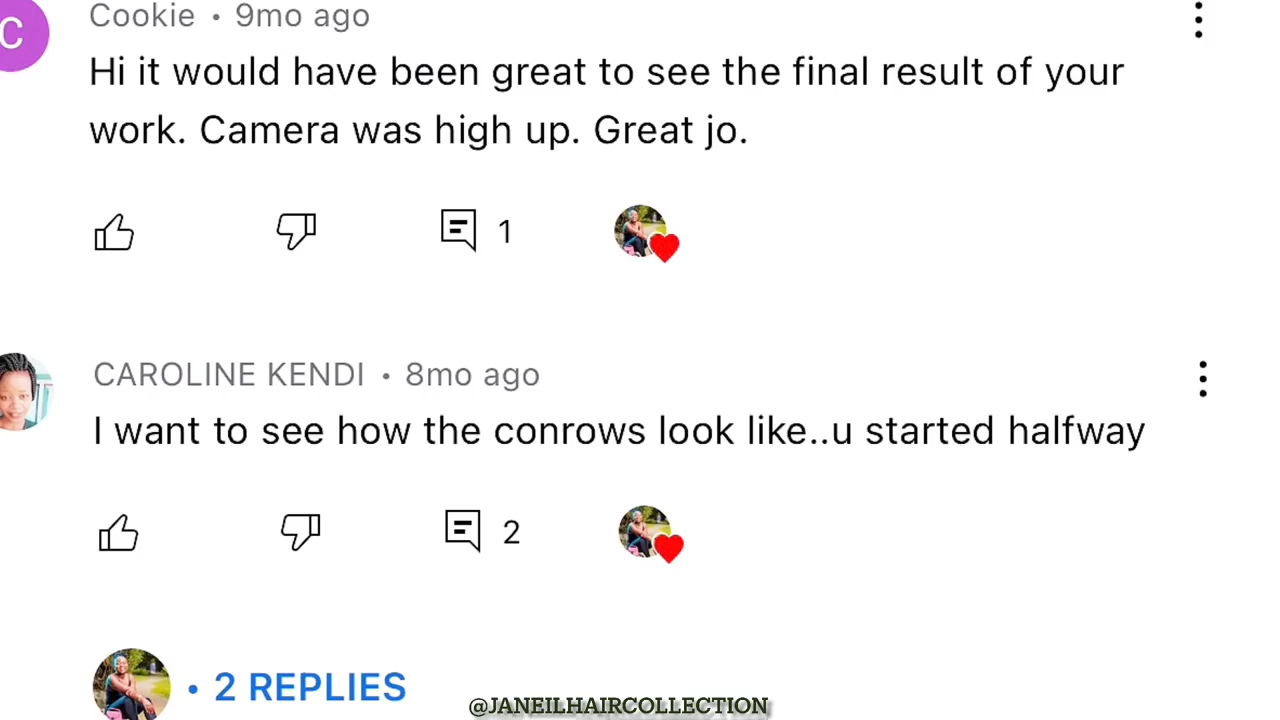 C
Cookie • 9mo ago
Hi it would have been great to see the final result of your
work. Camera was high up. Great jo.
1
CAROLINE KENDI • 8mo ago
I want to see how the conrows look like..u started halfway
2
• 2 REPLIES
@JANEILHAIRCOLLECTION